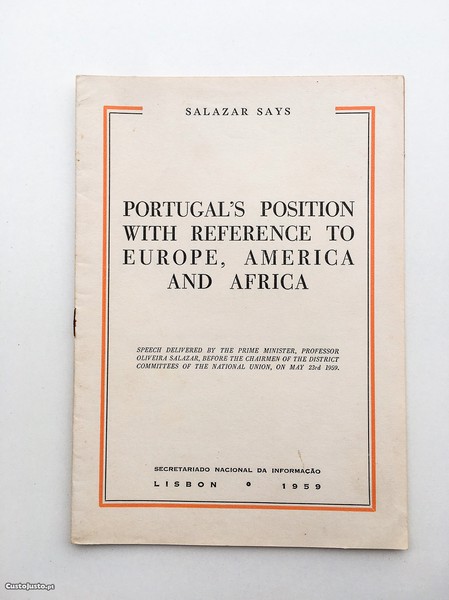 SALAZAR SAYS
PORTUGAL'S POSITION
WITH REFERENCE TO
EUROPE, AMERICA
AND AFRICA
SPEECH DELIVERED BY THE PRIME MINISTER, PROFESSOR
OLIVEIRA SALAZAR, BEFORE THE CHAIRMEN OF THE DISTRICT
COMMITTEES OF THE NATIONAL UNION, ON MAY 23rd 1959.
SECRETARIADO NACIONAL DA INFORMAÇÃO
LISBON 1959
CustoJusto.pt